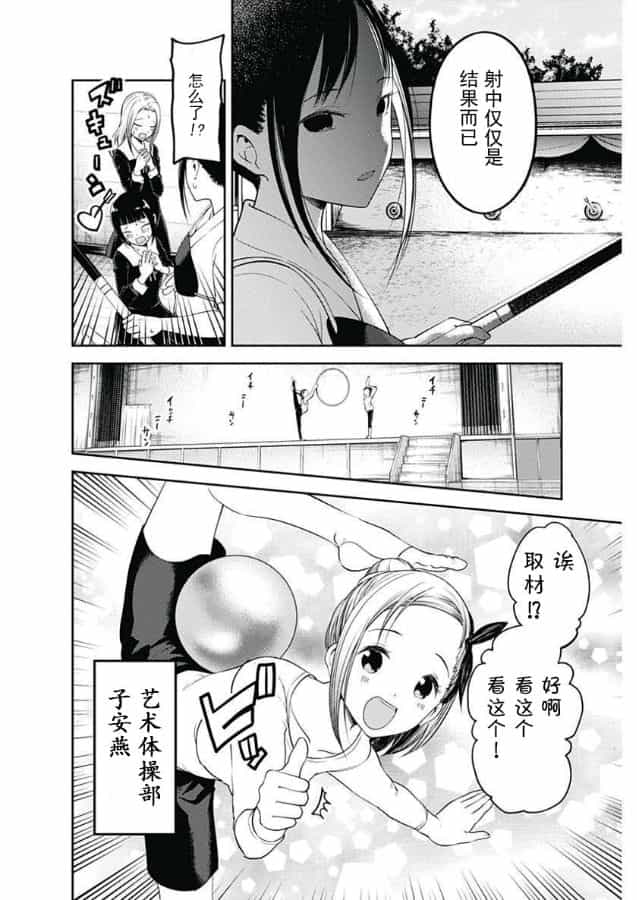 射中仅仅是
结果而已
怎么了!?
ズキューン
イッチ
ニー
サン
イッチ
ニー
サン
诶
取材!?
好啊
看这个
看这个!
艺术体操部
子安燕
ビシッ